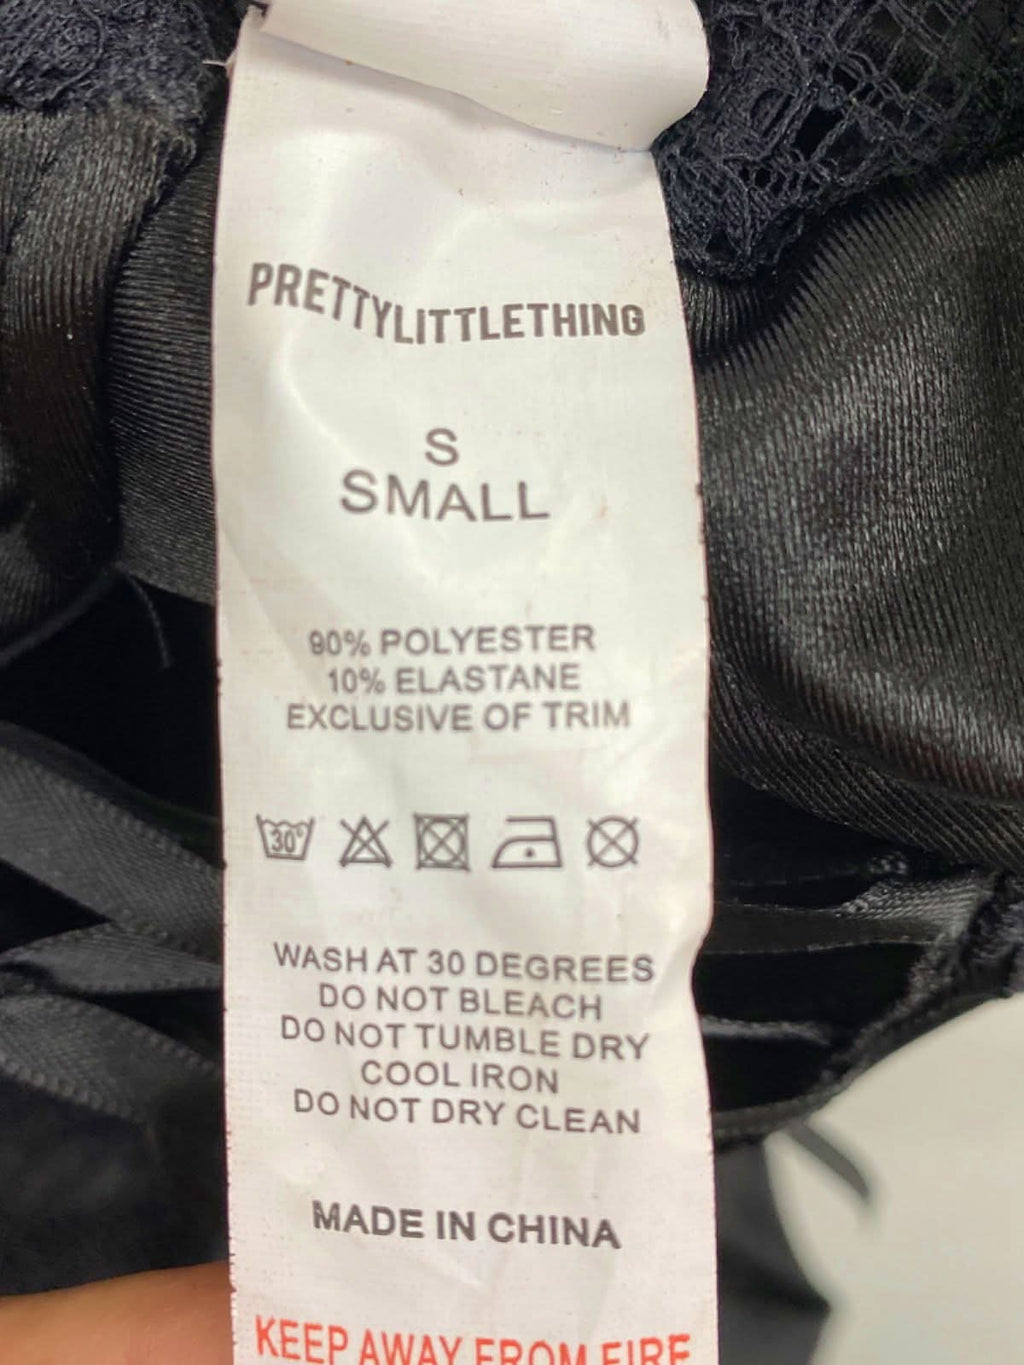 PRETTYLITTLETHING
S
SMALL
90% POLYESTER
10% ELASTANE
EXCLUSIVE OF TRIM
30°
WASH AT 30 DEGREES
DO NOT BLEACH
DO NOT TUMBLE DRY
COOL IRON
DO NOT DRY CLEAN
MADE IN CHINA
KEEP AWAY FROM FIRE